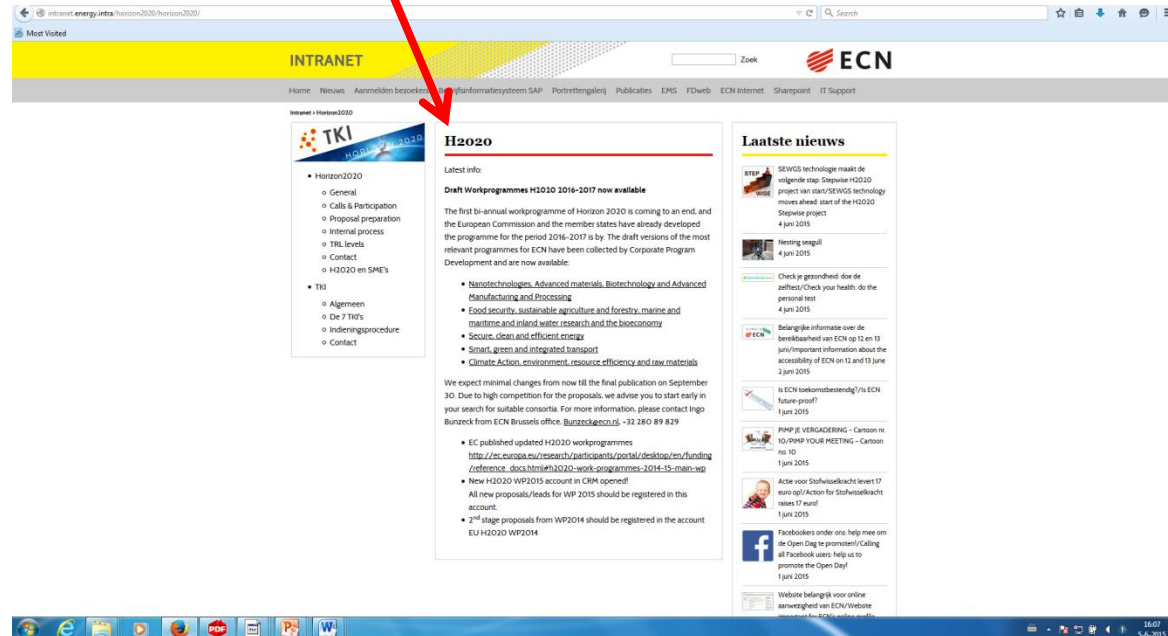 intranet.energy.intra/horizon2020/horizon2020/
Search
Most Visited
INTRANET
Zoek
ECN
Home Nieuws Aanmelden bezoekers Bedrijfsinformatiesysteem SAP Portrettengalerij Publicaties EMS FDweb ECN Internet Sharepoint IT Support
Intranet > Horizon2020
TKI
HORIZON 2020
• Horizon2020
General
Calls & Participation
Proposal preparation
Internal process
TRL levels
Contact
H2020 en SME's
• TKI
Algemeen
De 7 TKI's
Indieningsprocedure
Contact
H2020
Latest info:
Draft Workprogrammes H2020 2016-2017 now available
The first bi-annual workprogramme of Horizon 2020 is coming to an end, and
the European Commission and the member states have already developed
the programme for the period 2016-2017 is by. The draft versions of the most
relevant programmes for ECN have been collected by Corporate Program
Development and are now available:
• Nanotechnologies, Advanced materials, Biotechnology and Advanced
Manufacturing and Processing
• Food security, sustainable agriculture and forestry, marine and
maritime and inland water research and the bioeconomy
• Secure, clean and efficient energy
• Smart, green and integrated transport
• Climate Action, environment, resource efficiency and raw materials
We expect minimal changes from now till the final publication on September
30. Due to high competition for the proposals, we advise you to start early in
your search for suitable consortia. For more information, please contact Ingo
Bunzeck from ECN Brussels office, Bunzeck@ecn.nl, +32 280 89 829
• EC published updated H2020 workprogrammes
http://ec.europa.eu/research/participants/portal/desktop/en/funding
/reference_docs.html#h2020-work-programmes-2014-15-main-wp
• New H2020 WP2015 account in CRM opened!
All new proposals/leads for WP 2015 should be registered in this
account.
• 2nd stage proposals from WP2014 should be registered in the account
EU H2020 WP2014
Laatste nieuws
STEP
WISE
SEWGS technologie maakt de
volgende stap: Stepwise H2020
project van start/SEWGS technology
moves ahead: start of the H2020
Stepwise project
4 juni 2015
Nesting seagull
4 juni 2015
Check je gezondheid: doe de
zelftest/Check your health: do the
personal test
4 juni 2015
ECN
Belangrijke informatie over de
bereikbaarheid van ECN op 12 en 13
juni/Important information about the
accessibility of ECN on 12 and 13 June
2 juni 2015
Is ECN toekomstbestendig?/Is ECN
future-proof?
1 juni 2015
PIMP JE VERGADERING - Cartoon nr.
10/PIMP YOUR MEETING - Cartoon
no. 10
1 juni 2015
Actie voor Stofwisselkracht levert 17
euro op!/Action for Stofwisselkracht
raises 17 euro!
1 juni 2015
Facebookers onder ons: help mee om
de Open Dag te promoten!/Calling
all Facebook users: help us to
promote the Open Day!
1 juni 2015
Website belangrijk voor online
aanwezigheid van ECN/Website
important for ECN's online profile
PDF
16:07
5-6-2015